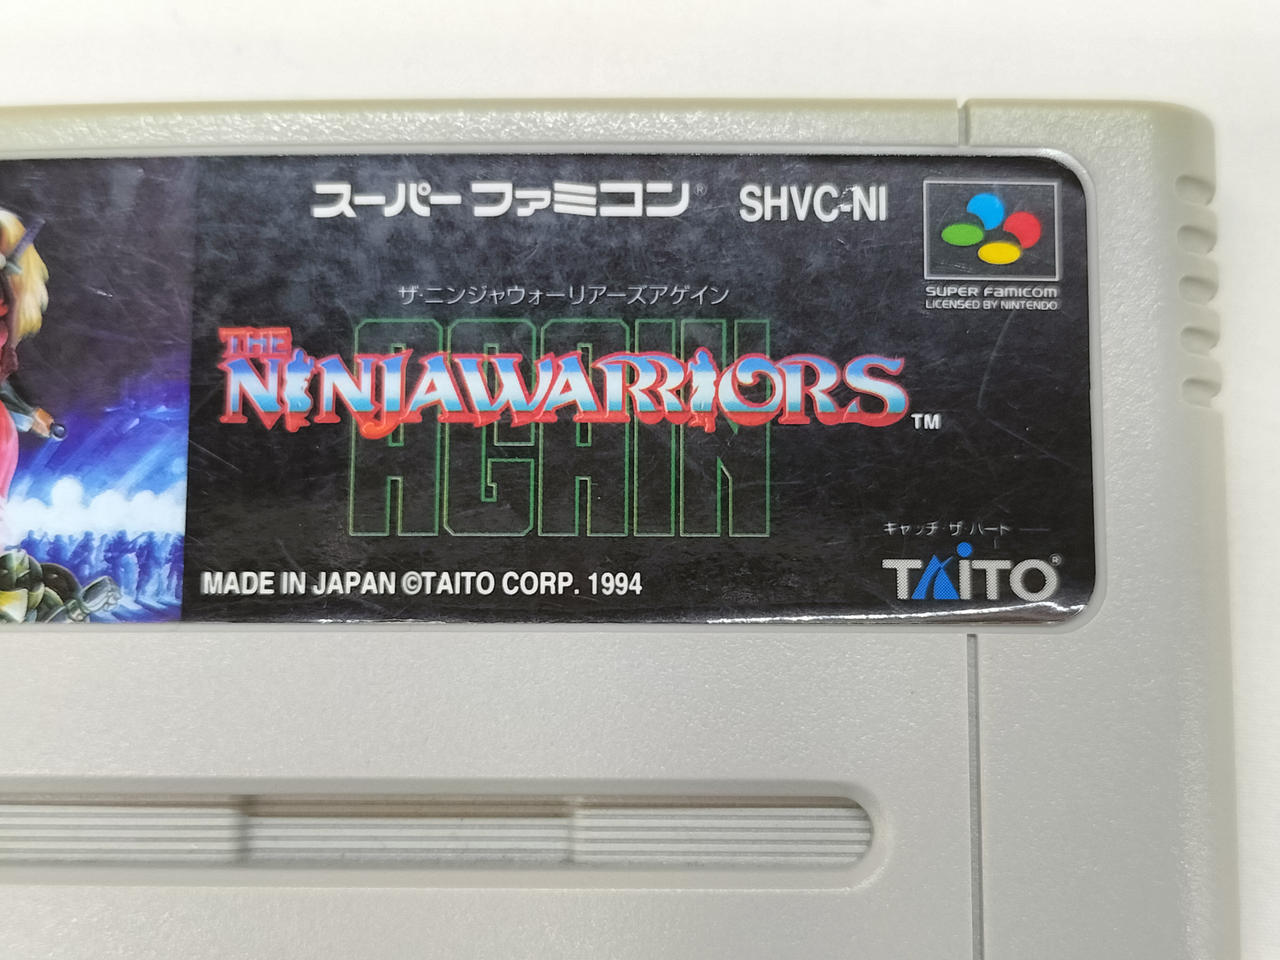 スーパーファミコン® SHVC-NI
SUPER FAMICOM
LICENSED BY NINTENDO
ザ・ニンジャウォーリアーズアゲイン
THE
NINJAWARRIORS™
AGAIN
キャッチ・ザ・ハート
TAITO®
MADE IN JAPAN ©TAITO CORP. 1994